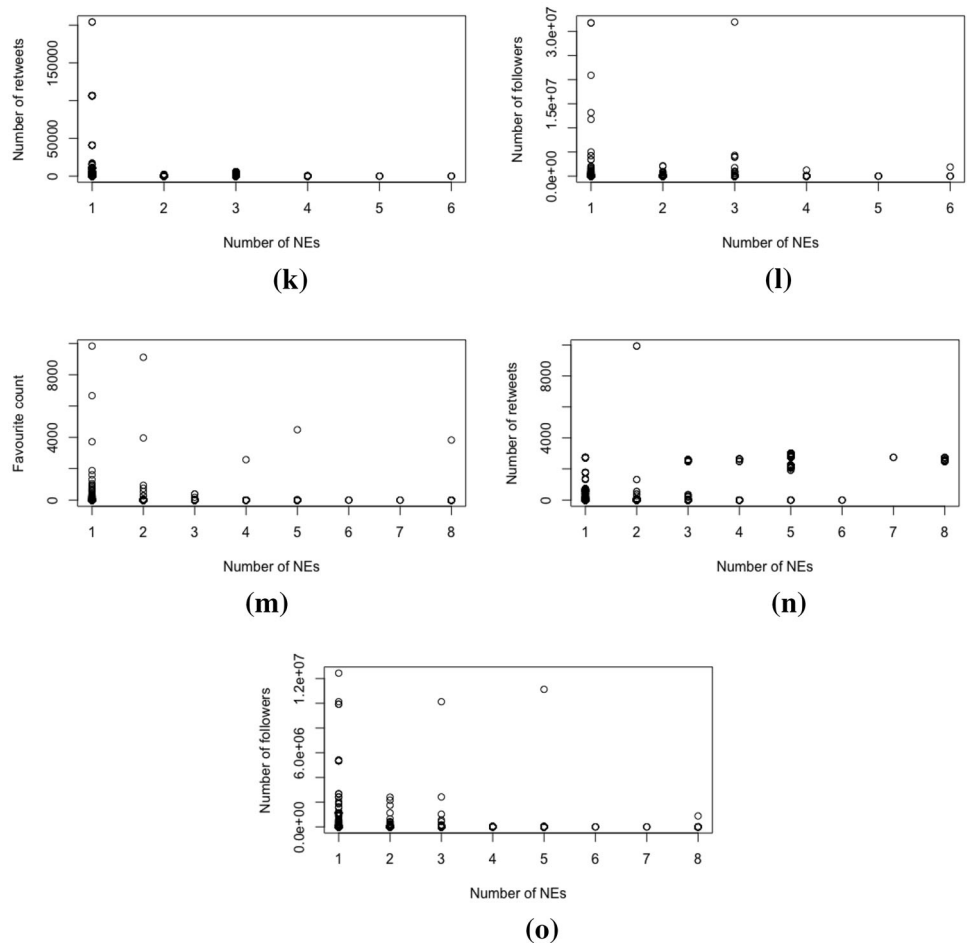 Number of retweets
150000
50000
0
1 2 3 4 5 6
Number of NEs
(k)
Number of followers
3.0e+07
1.5e+07
0.0e+00
1 2 3 4 5 6
Number of NEs
(l)
Favourite count
8000
4000
0
1 2 3 4 5 6 7 8
Number of NEs
(m)
Number of retweets
8000
4000
0
1 2 3 4 5 6 7 8
Number of NEs
(n)
Number of followers
1.2e+07
6.0e+06
0.0e+00
1 2 3 4 5 6 7 8
Number of NEs
(o)